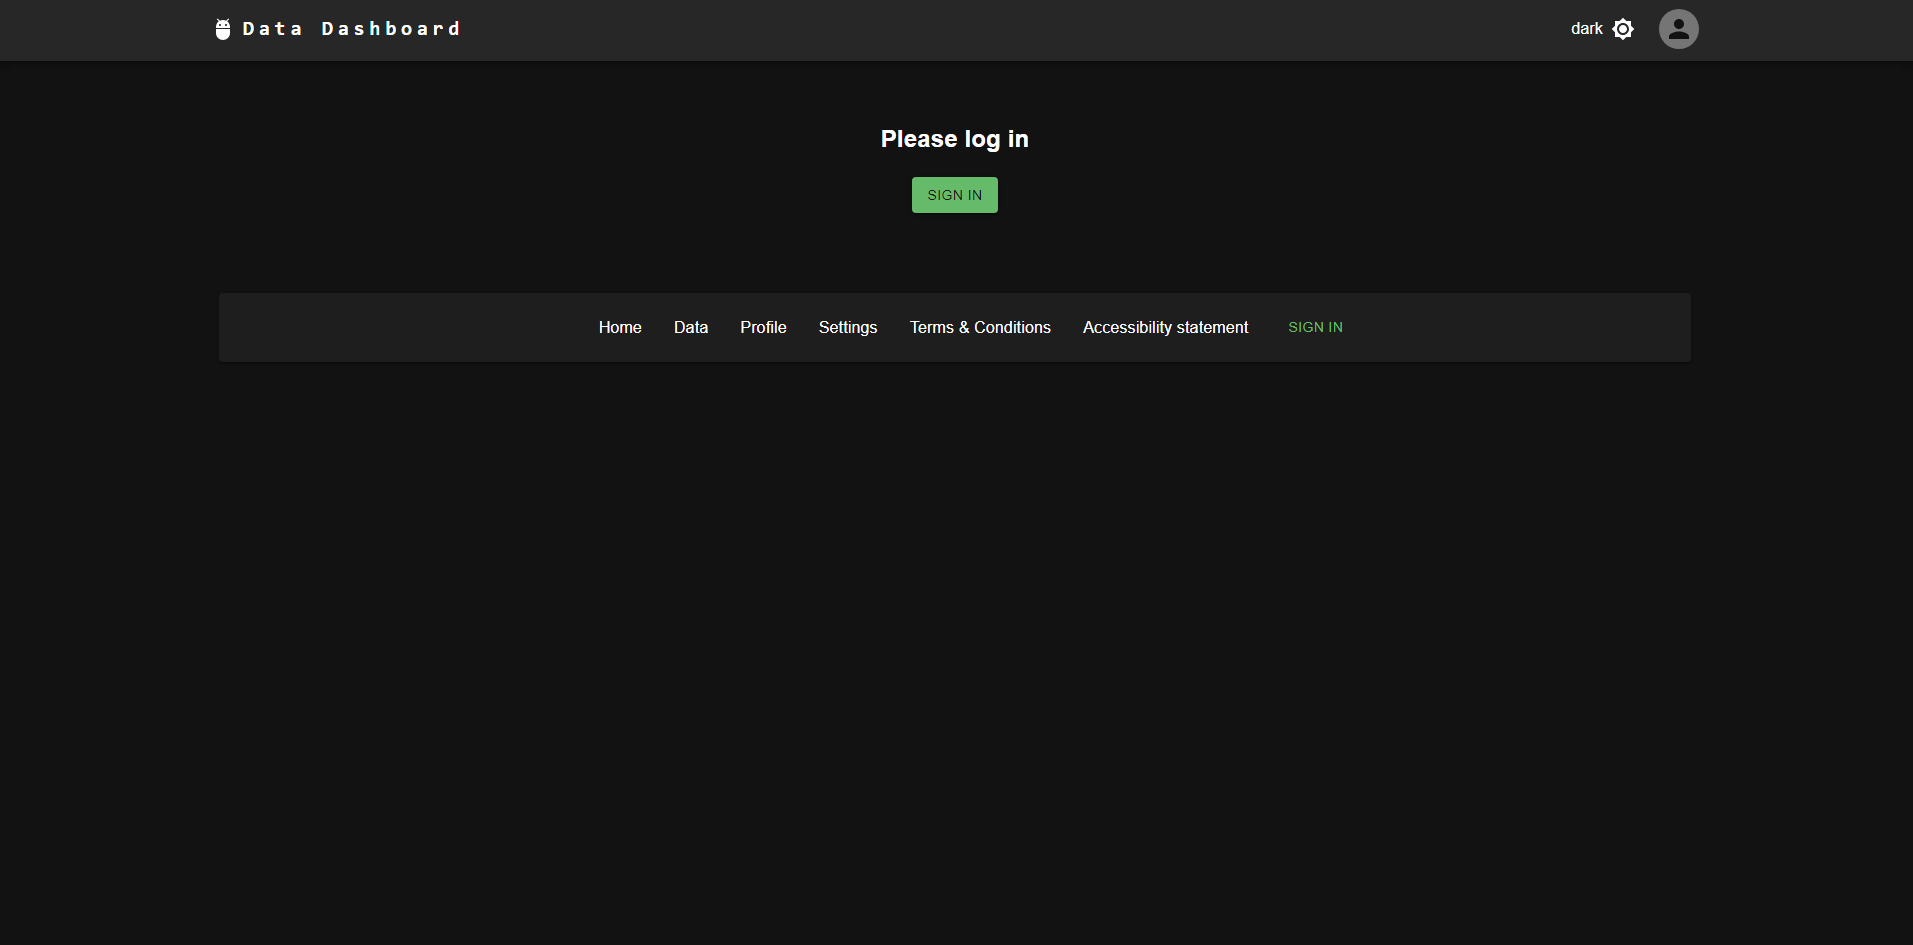 Data Dashboard
dark
Please log in
SIGN IN
Home Data Profile Settings Terms & Conditions Accessibility statement SIGN IN